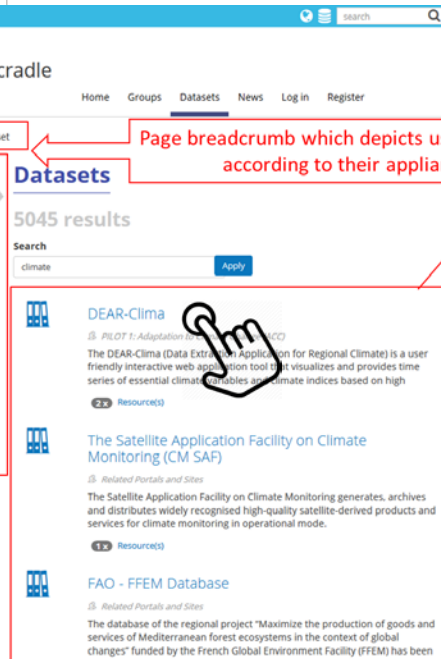 search
cradle
Home Groups Datasets News Log in Register
set
Page breadcrumb which depicts
according to their
Datasets
5045 results
Search
climate
Apply
DEAR-Clima
PILOT 1: Adaptation to
The DEAR-Clima (Data Extraction Application for Regional Climate) is a user
friendly interactive web application tool that visualizes and provides time
series of essential climate variables and climate indices based on high
2 x Resource(s)
The Satellite Application Facility on Climate
Monitoring (CM SAF)
Related Portals and Sites
The Satellite Application Facility on Climate Monitoring generates, archives
and distributes widely recognised high-quality satellite-derived products and
services for climate monitoring in operational mode.
1 x Resource(s)
FAO - FFEM Database
Related Portals and Sites
The database of the regional project "Maximize the production of goods and
services of Mediterranean forest ecosystems in the context of global
changes" funded by the French Global Environment Facility (FFEM) has been